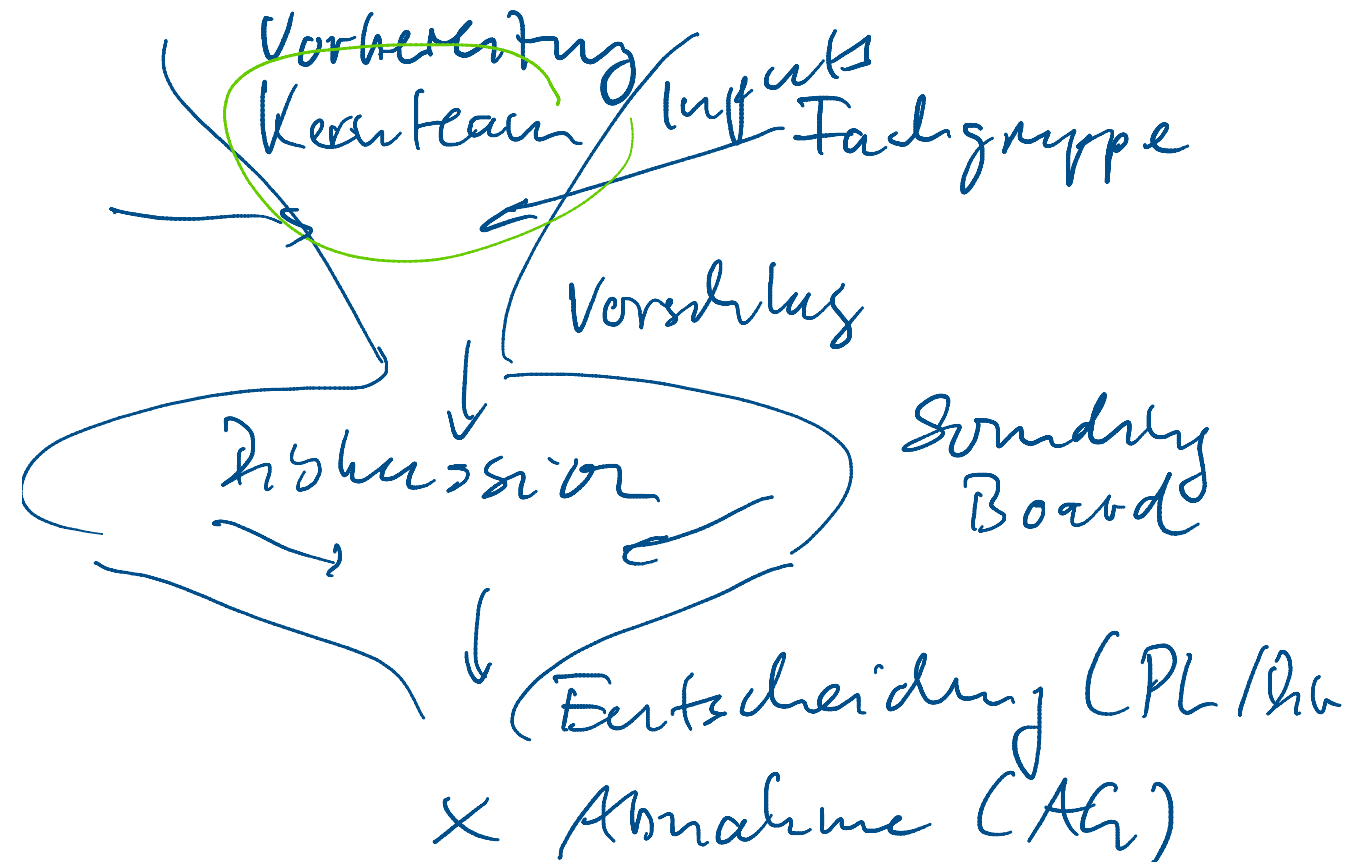 Vorbereitung
Kernteam
Inputs
Fachgruppe
Vorschlag
Diskussion
Sounding
Board
Entscheidung (PL /
X Abnahme (AG)